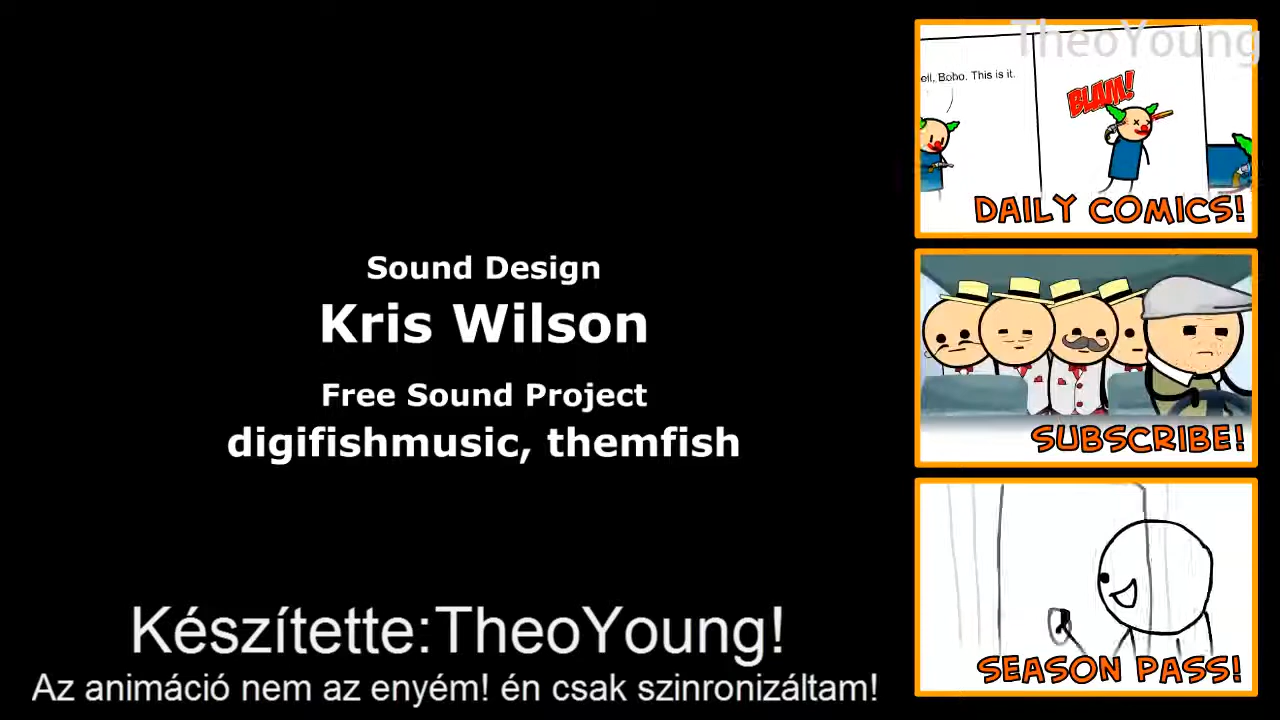 Sound Design
Kris Wilson
Free Sound Project
digifishmusic, themfish
Készítette:TheoYoung!
Az animáció nem az enyém! én csak szinronizáltam!
TheoYoung
ell, Bobo. This is it.
BLAM!
DAILY COMICS!
SUBSCRIBE!
SEASON PASS!